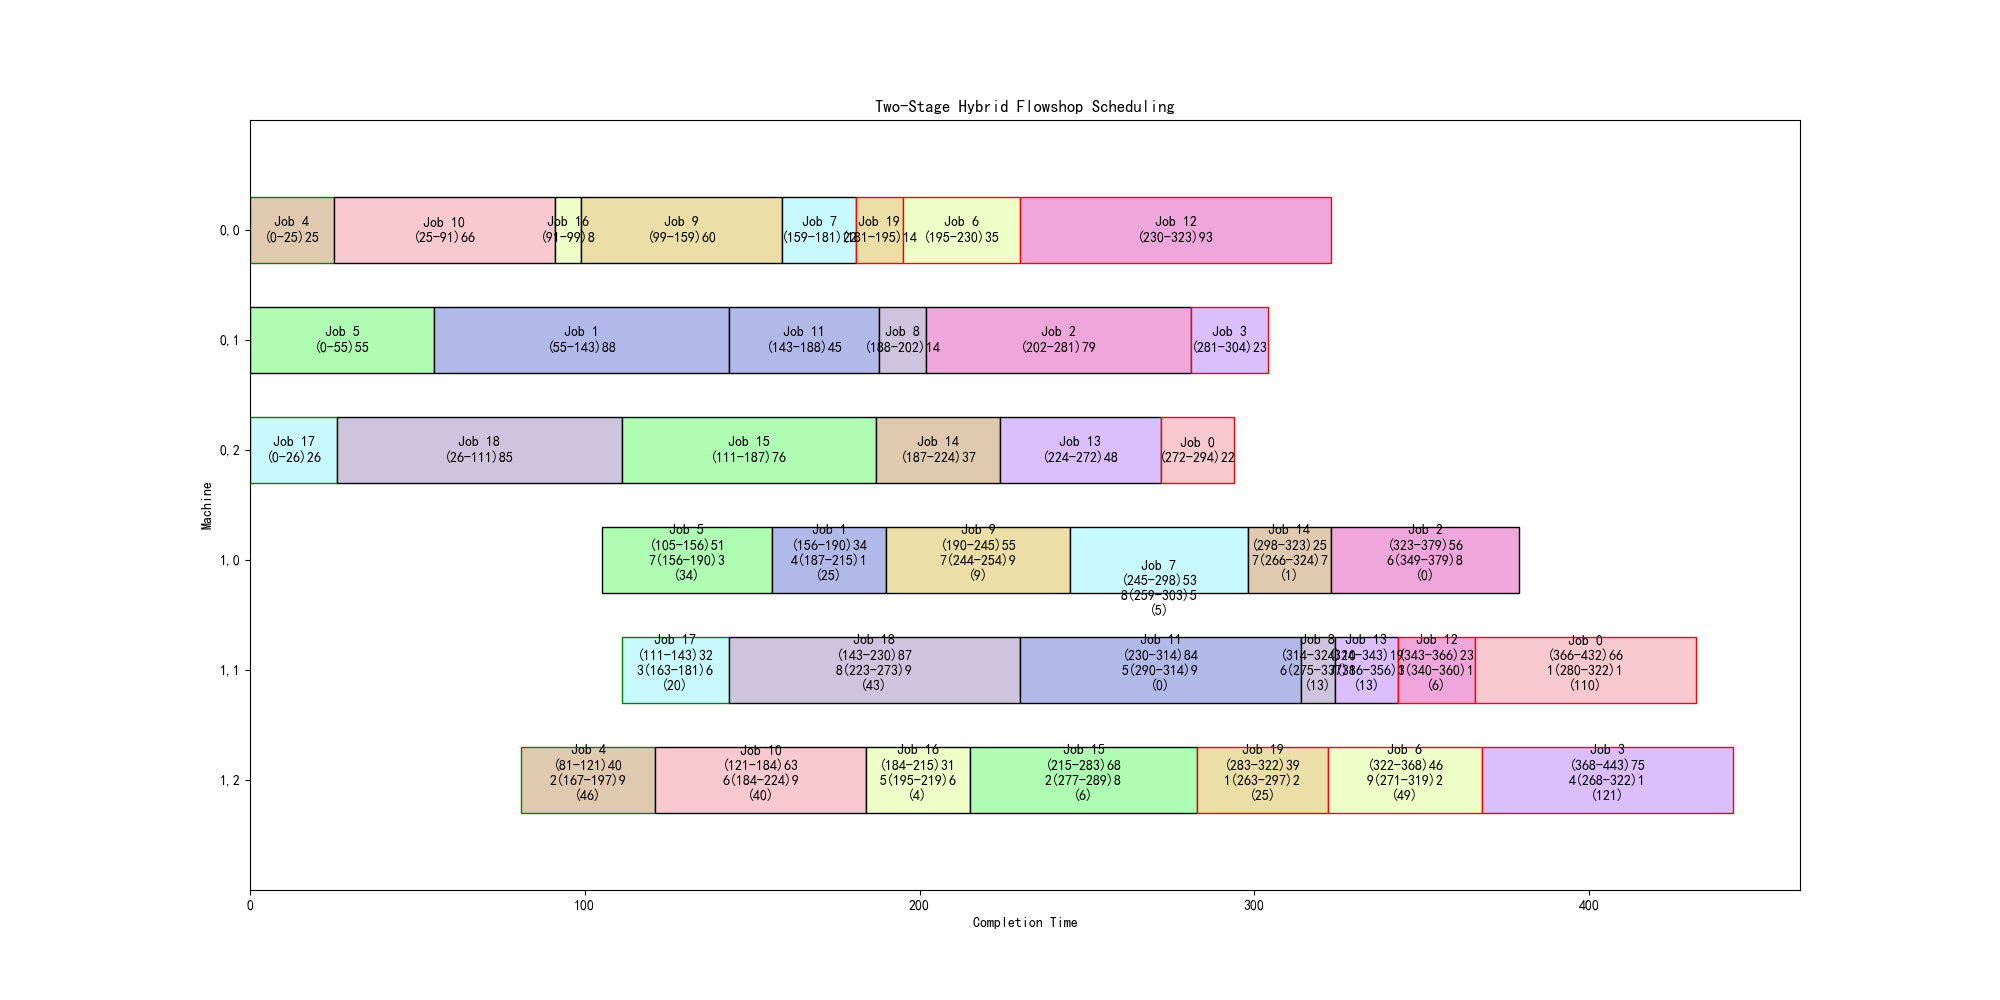 Two-Stage Hybrid Flowshop Scheduling
Machine
0,0
Job 4
(0-25)25
Job 10
(25-91)66
Job 16
(91-99)8
Job 9
(99-159)60
Job 7
(159-181)22
Job 19
(181-195)14
Job 6
(195-230)35
Job 12
(230-323)93
0,1
Job 5
(0-55)55
Job 1
(55-143)88
Job 11
(143-188)45
Job 8
(188-202)14
Job 2
(202-281)79
Job 3
(281-304)23
0,2
Job 17
(0-26)26
Job 18
(26-111)85
Job 15
(111-187)76
Job 14
(187-224)37
Job 13
(224-272)48
Job 0
(272-294)22
1,0
Job 5
(105-156)51
7(156-190)3
(34)
Job 1
(156-190)34
4(187-215)1
(25)
Job 9
(190-245)55
7(244-254)9
(9)
Job 7
(245-298)53
8(259-303)5
(5)
Job 14
(298-323)25
7(266-324)7
(1)
Job 2
(323-379)56
6(349-379)8
(0)
1,1
Job 17
(111-143)32
3(163-181)6
(20)
Job 18
(143-230)87
8(223-273)9
(43)
Job 11
(230-314)84
5(290-314)9
(0)
Job 8
(314-324)10
(13)
Job 13
(324-343)19
(13)
Job 12
(343-366)23
(6)
Job 0
(366-432)66
1(280-322)1
(110)
1,2
Job 4
(81-121)40
2(167-197)9
(46)
Job 10
(121-184)63
6(184-224)9
(40)
Job 16
(184-215)31
5(195-219)6
(4)
Job 15
(215-283)68
2(277-289)8
(6)
Job 19
(283-322)39
1(263-297)2
(25)
Job 6
(322-368)46
9(271-319)2
(49)
Job 3
(368-443)75
4(268-322)1
(121)
0
100
200
300
400
Completion Time